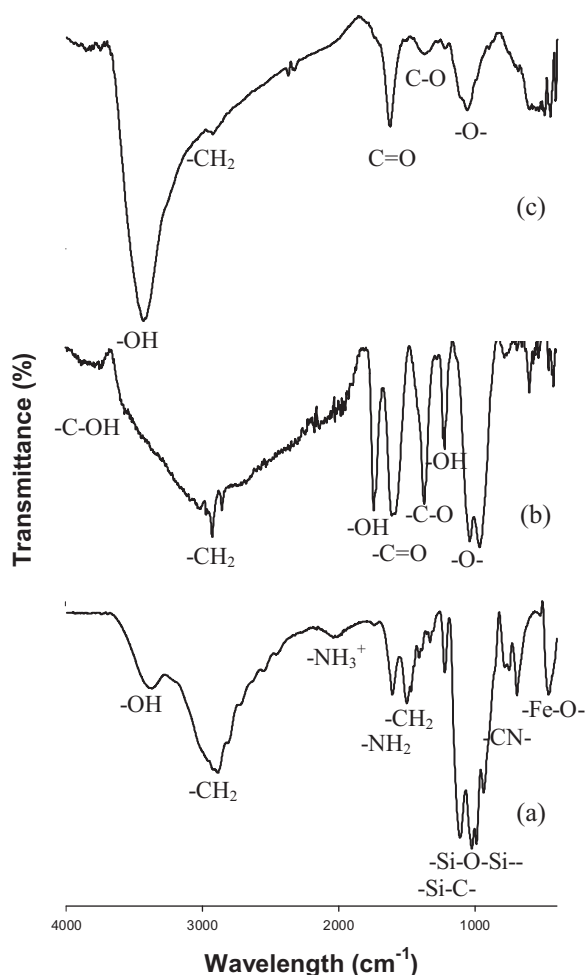 C-O
-CH2
-O-
C=O
(c)
-OH
Transmittance (%)
-C-OH
-OH
-C-O
-OH
(b)
-CH2
-C=O
-O-
-NH3+
-OH
-CH2
-Fe-O-
-NH2
-CN-
-CH2
(a)
-Si-O-Si--
-Si-C-
4000 3000 2000 1000
Wavelength (cm-1)